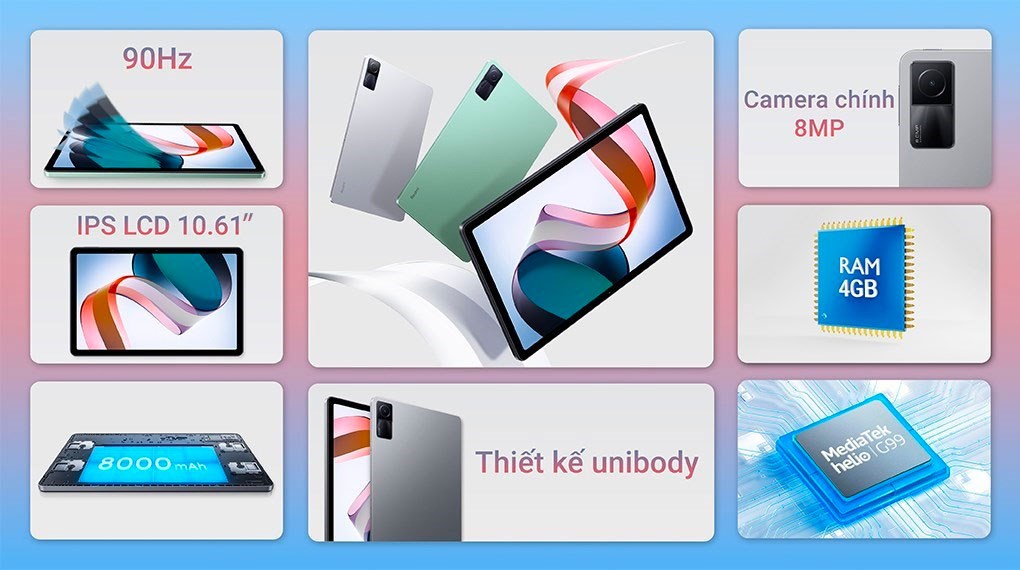 90Hz
Camera chính
8MP
IPS LCD 10.61”
RAM
4GB
8000 mAh
Thiết kế unibody
MediaTek
helio | G99